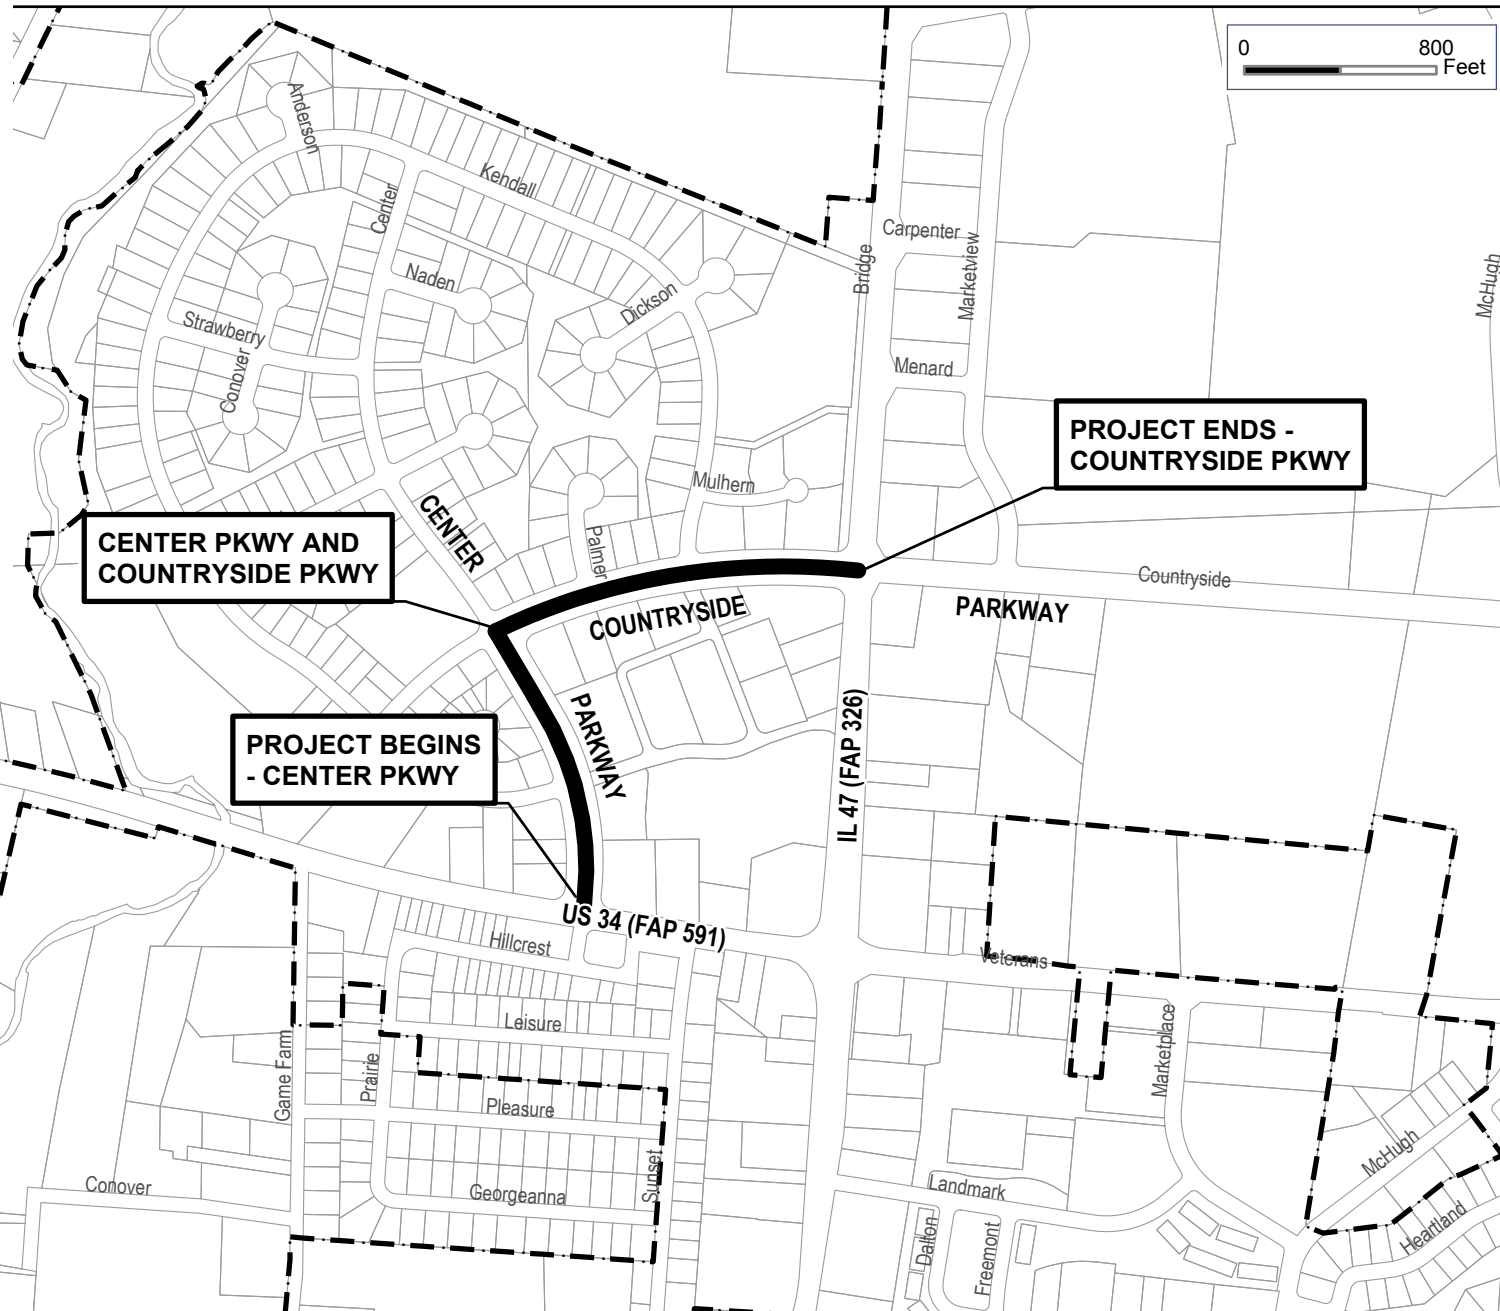 0 800
Feet
Anderson
Kendall
Center
Carpenter
Bridge
Marketview
McHugh
Naden
Dickson
Strawberry
Conover
Menard
PROJECT ENDS -
COUNTRYSIDE PKWY
Mulhern
CENTER
Palmer
CENTER PKWY AND
COUNTRYSIDE PKWY
Countryside
COUNTRYSIDE
PARKWAY
PARKWAY
IL 47 (FAP 326)
PROJECT BEGINS
- CENTER PKWY
US 34 (FAP 591)
Hillcrest
Veterans
Leisure
Game Farm
Prairie
Marketplace
Pleasure
McHugh
Sunset
Conover
Georgeanna
Landmark
Dalton
Freemont
Heartland